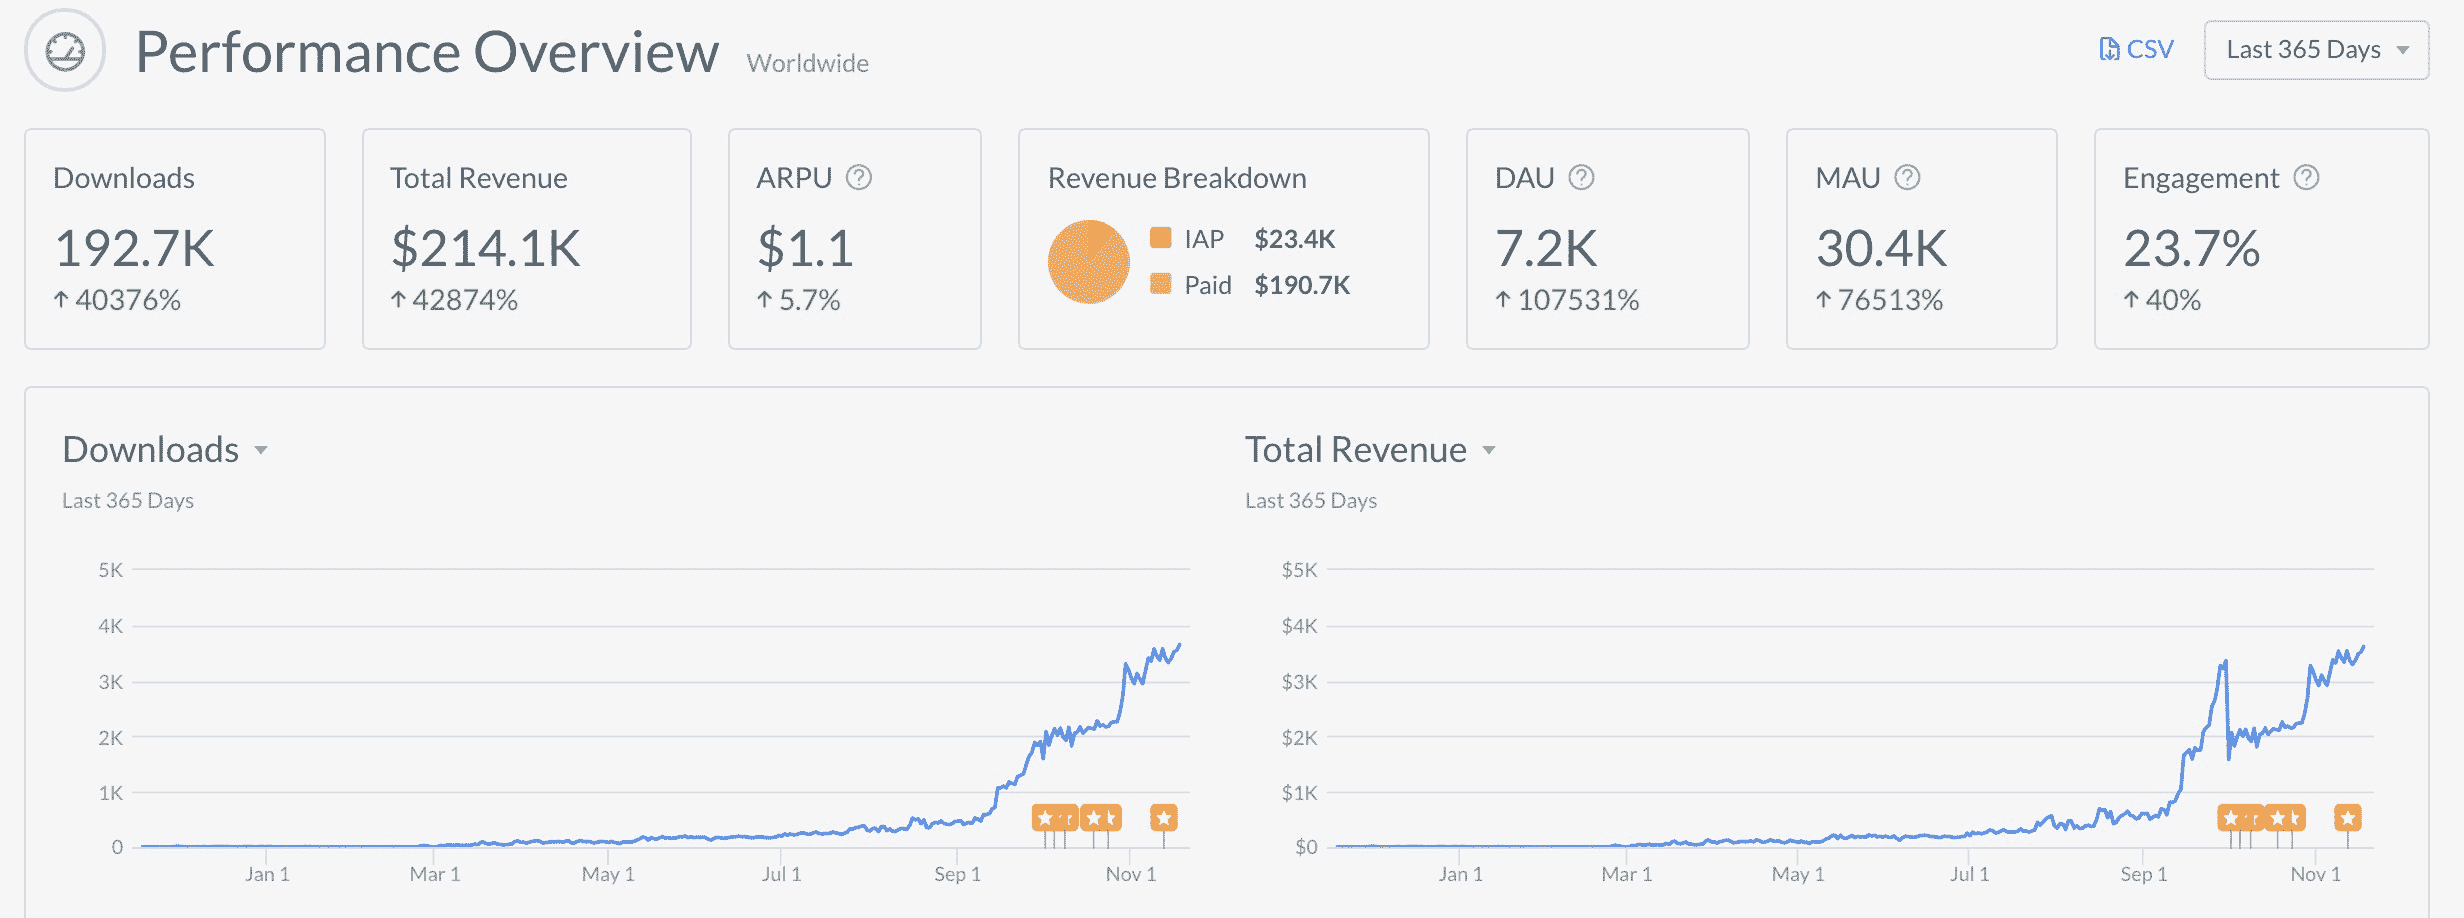 Performance Overview Worldwide
CSV
Last 365 Days
Downloads
192.7K
↑ 40376%
Total Revenue
$214.1K
↑ 42874%
ARPU ?
$1.1
↑ 5.7%
Revenue Breakdown
IAP $23.4K
Paid $190.7K
DAU ?
7.2K
↑ 107531%
MAU ?
30.4K
↑ 76513%
Engagement ?
23.7%
↑ 40%
Downloads
Last 365 Days
5K
4K
3K
2K
1K
0
Jan 1 Mar 1 May 1 Jul 1 Sep 1 Nov 1
Total Revenue
Last 365 Days
$5K
$4K
$3K
$2K
$1K
$0
Jan 1 Mar 1 May 1 Jul 1 Sep 1 Nov 1